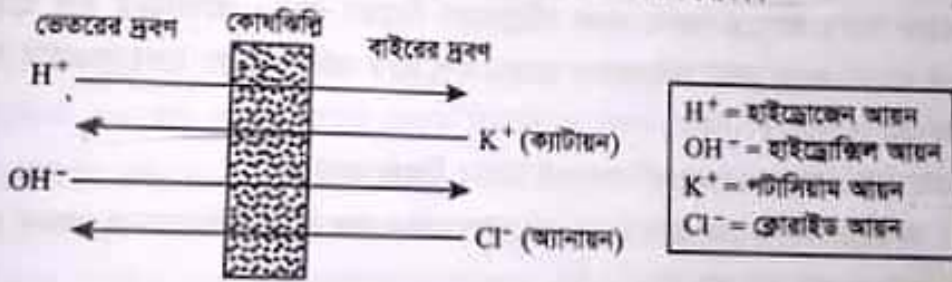 ভেতরের দ্রবণ
কোষঝিল্লি
বাইরের দ্রবণ
H⁺
K⁺ (ক্যাটায়ন)
OH⁻
Cl⁻ (অ্যানায়ন)
H⁺ = হাইড্রোজেন আয়ন
OH⁻ = হাইড্রোক্সিল আয়ন
K⁺ = পটাসিয়াম আয়ন
Cl⁻ = ক্লোরাইড আয়ন